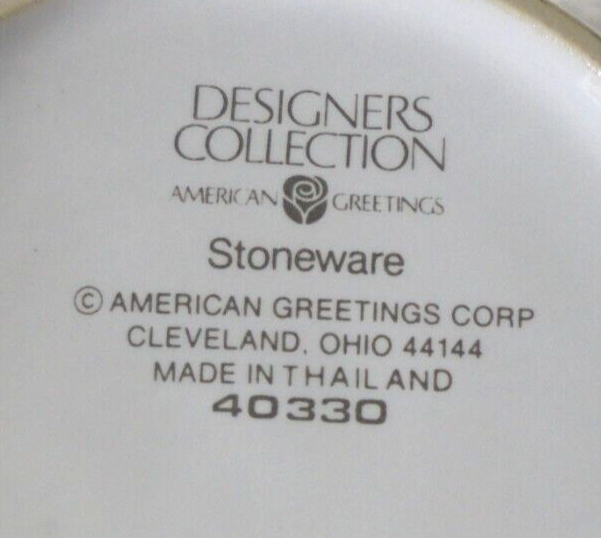 DESIGNERS
COLLECTION
AMERICAN GREETINGS
Stoneware
© AMERICAN GREETINGS CORP
CLEVELAND, OHIO 44144
MADE IN THAILAND
40330